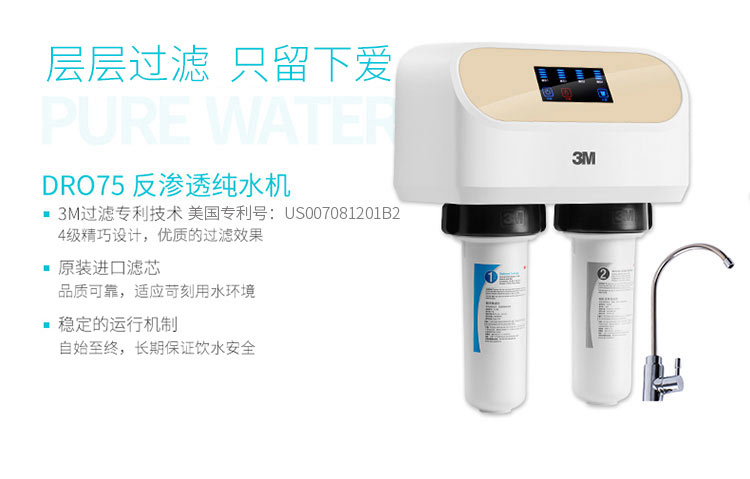 层层过滤 只留下爱
PURE WATER
DRO75 反渗透纯水机
3M过滤专利技术 美国专利号：US007081201B2
4级精巧设计，优质的过滤效果
原装进口滤芯
品质可靠，适应苛刻用水环境
稳定的运行机制
自始至终，长期保证饮水安全
3M
3M
1
2